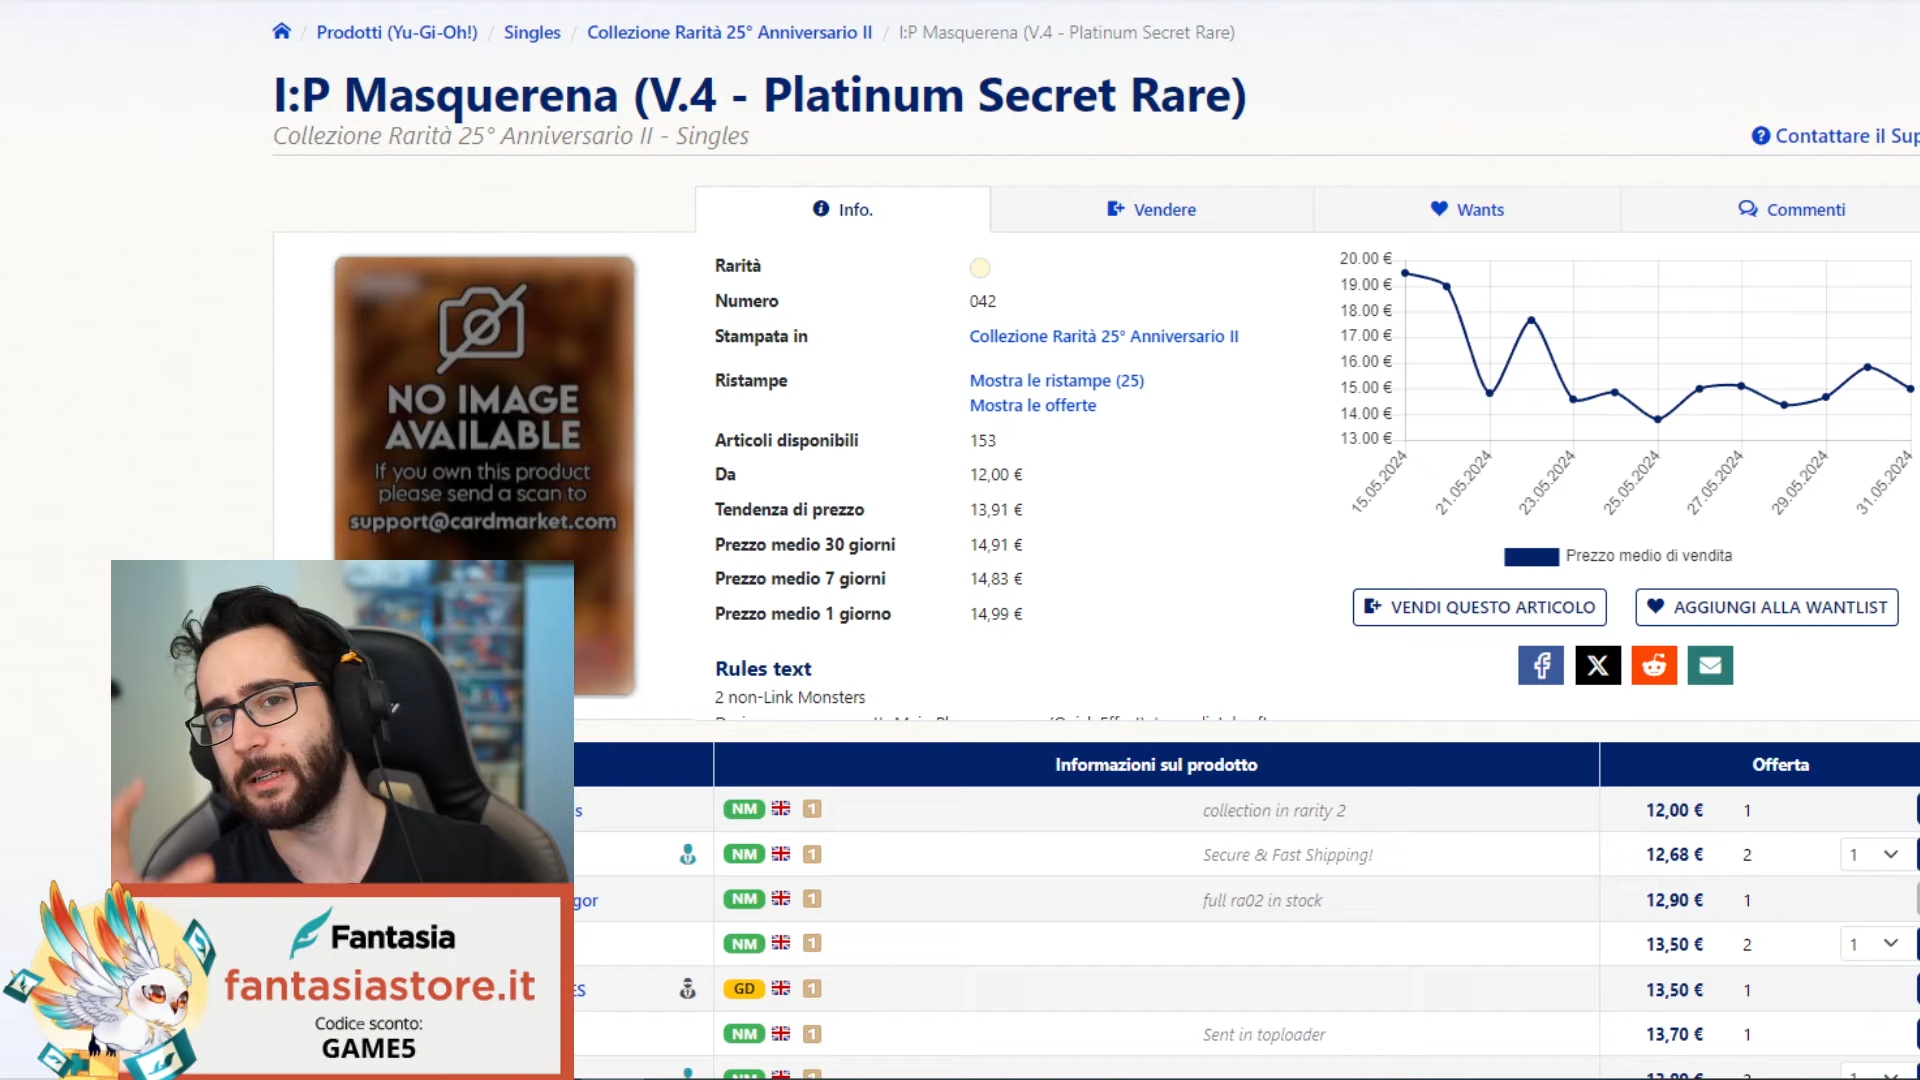 Prodotti (Yu-Gi-Oh!) / Singles / Collezione Rarità 25° Anniversario II / I:P Masquerena (V.4 - Platinum Secret Rare)
I:P Masquerena (V.4 - Platinum Secret Rare)
Collezione Rarità 25° Anniversario II - Singles
Contattare il Sup
Info.
Vendere
Wants
Commenti
NO IMAGE
AVAILABLE
If you own this product
please send a scan to
support@cardmarket.com
Rarità
Numero 042
Stampata in Collezione Rarità 25° Anniversario II
Ristampe Mostra le ristampe (25)
Mostra le offerte
Articoli disponibili 153
Da 12,00 €
Tendenza di prezzo 13,91 €
Prezzo medio 30 giorni 14,91 €
Prezzo medio 7 giorni 14,83 €
Prezzo medio 1 giorno 14,99 €
Rules text
2 non-Link Monsters
20.00 €
19.00 €
18.00 €
17.00 €
16.00 €
15.00 €
14.00 €
13.00 €
15.05.2024
21.05.2024
23.05.2024
25.05.2024
27.05.2024
29.05.2024
31.05.2024
Prezzo medio di vendita
VENDI QUESTO ARTICOLO
AGGIUNGI ALLA WANTLIST
Informazioni sul prodotto
Offerta
s NM 1 collection in rarity 2 12,00 € 1
NM 1 Secure & Fast Shipping! 12,68 € 2 1
gor NM 1 full ra02 in stock 12,90 € 1
NM 1 13,50 € 2 1
ES GD 1 13,50 € 1
NM 1 Sent in toploader 13,70 € 1
Fantasia
fantasiastore.it
Codice sconto:
GAME5